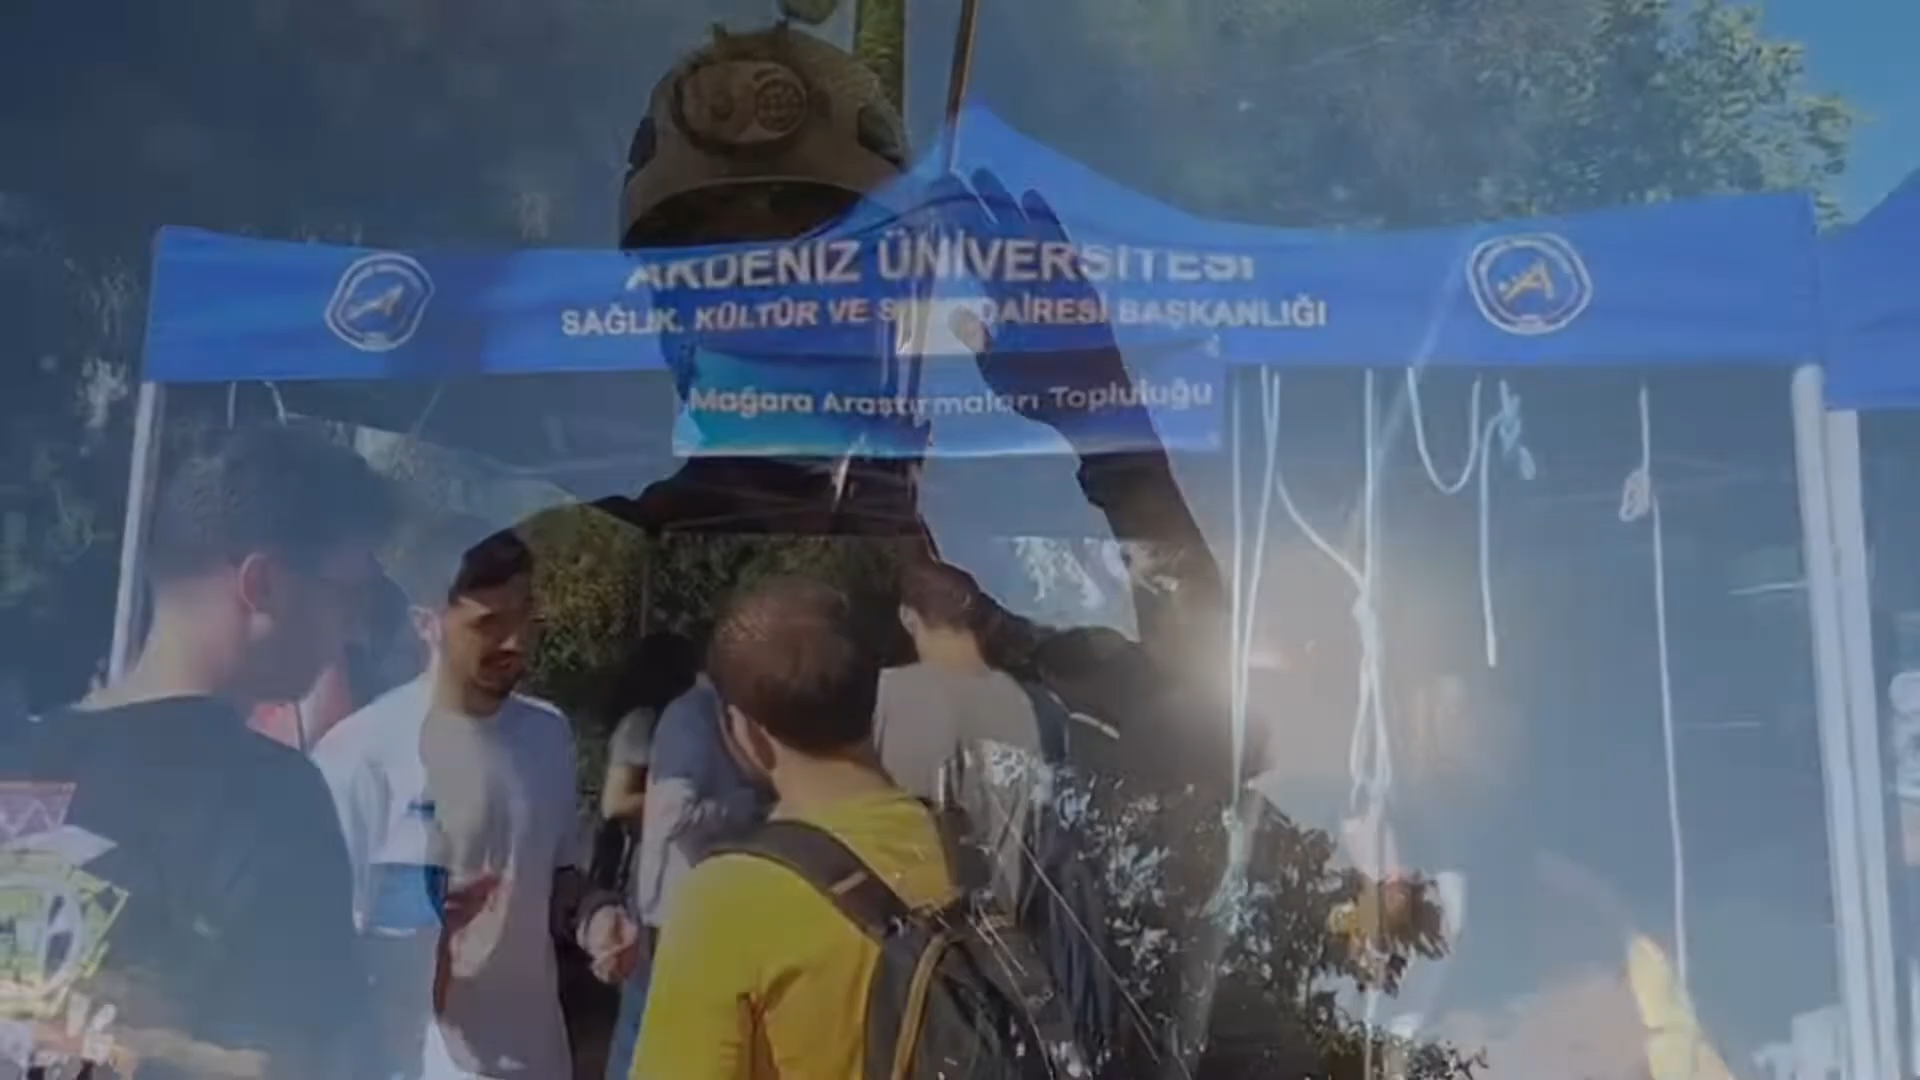 AKDENİZ ÜNİVERSİTESİ
SAĞLIK, KÜLTÜR VE DAİRESİ BAŞKANLIĞI
Mağara Araştırmaları Topluluğu